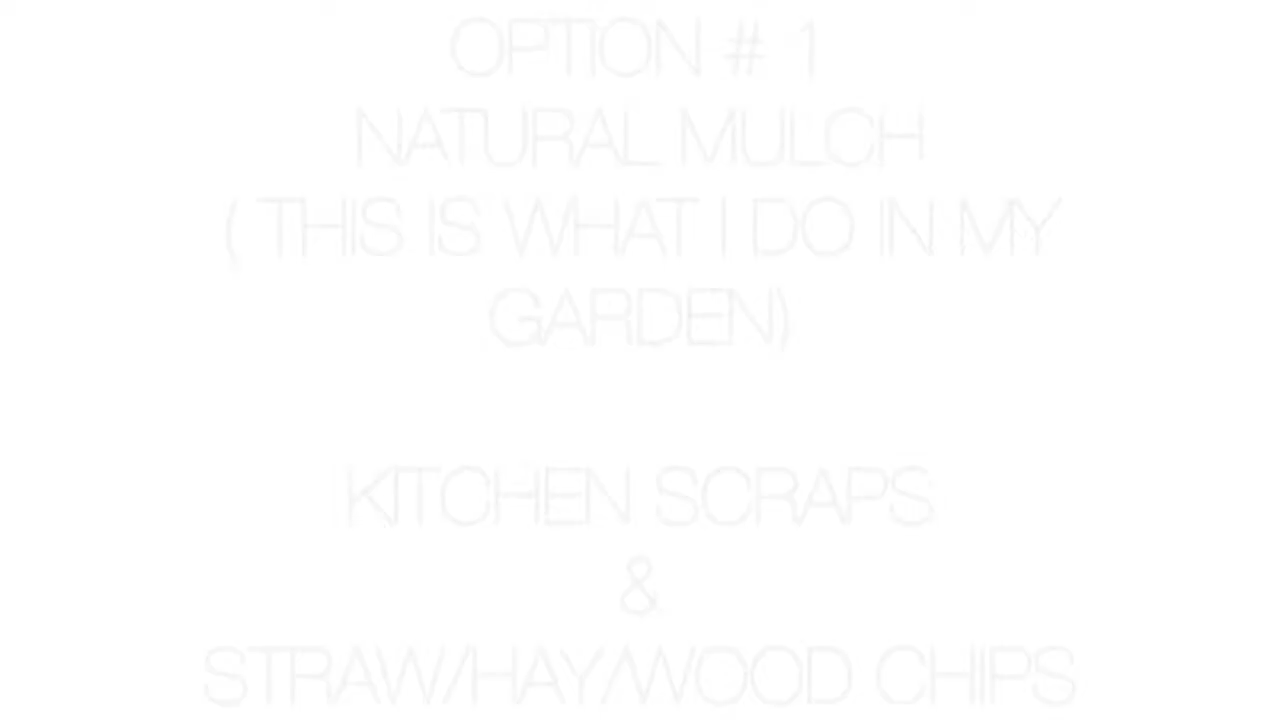 OPTION # 1
NATURAL MULCH
( THIS IS WHAT I DO IN MY
GARDEN)
KITCHEN SCRAPS
&
STRAW/HAY/WOOD CHIPS